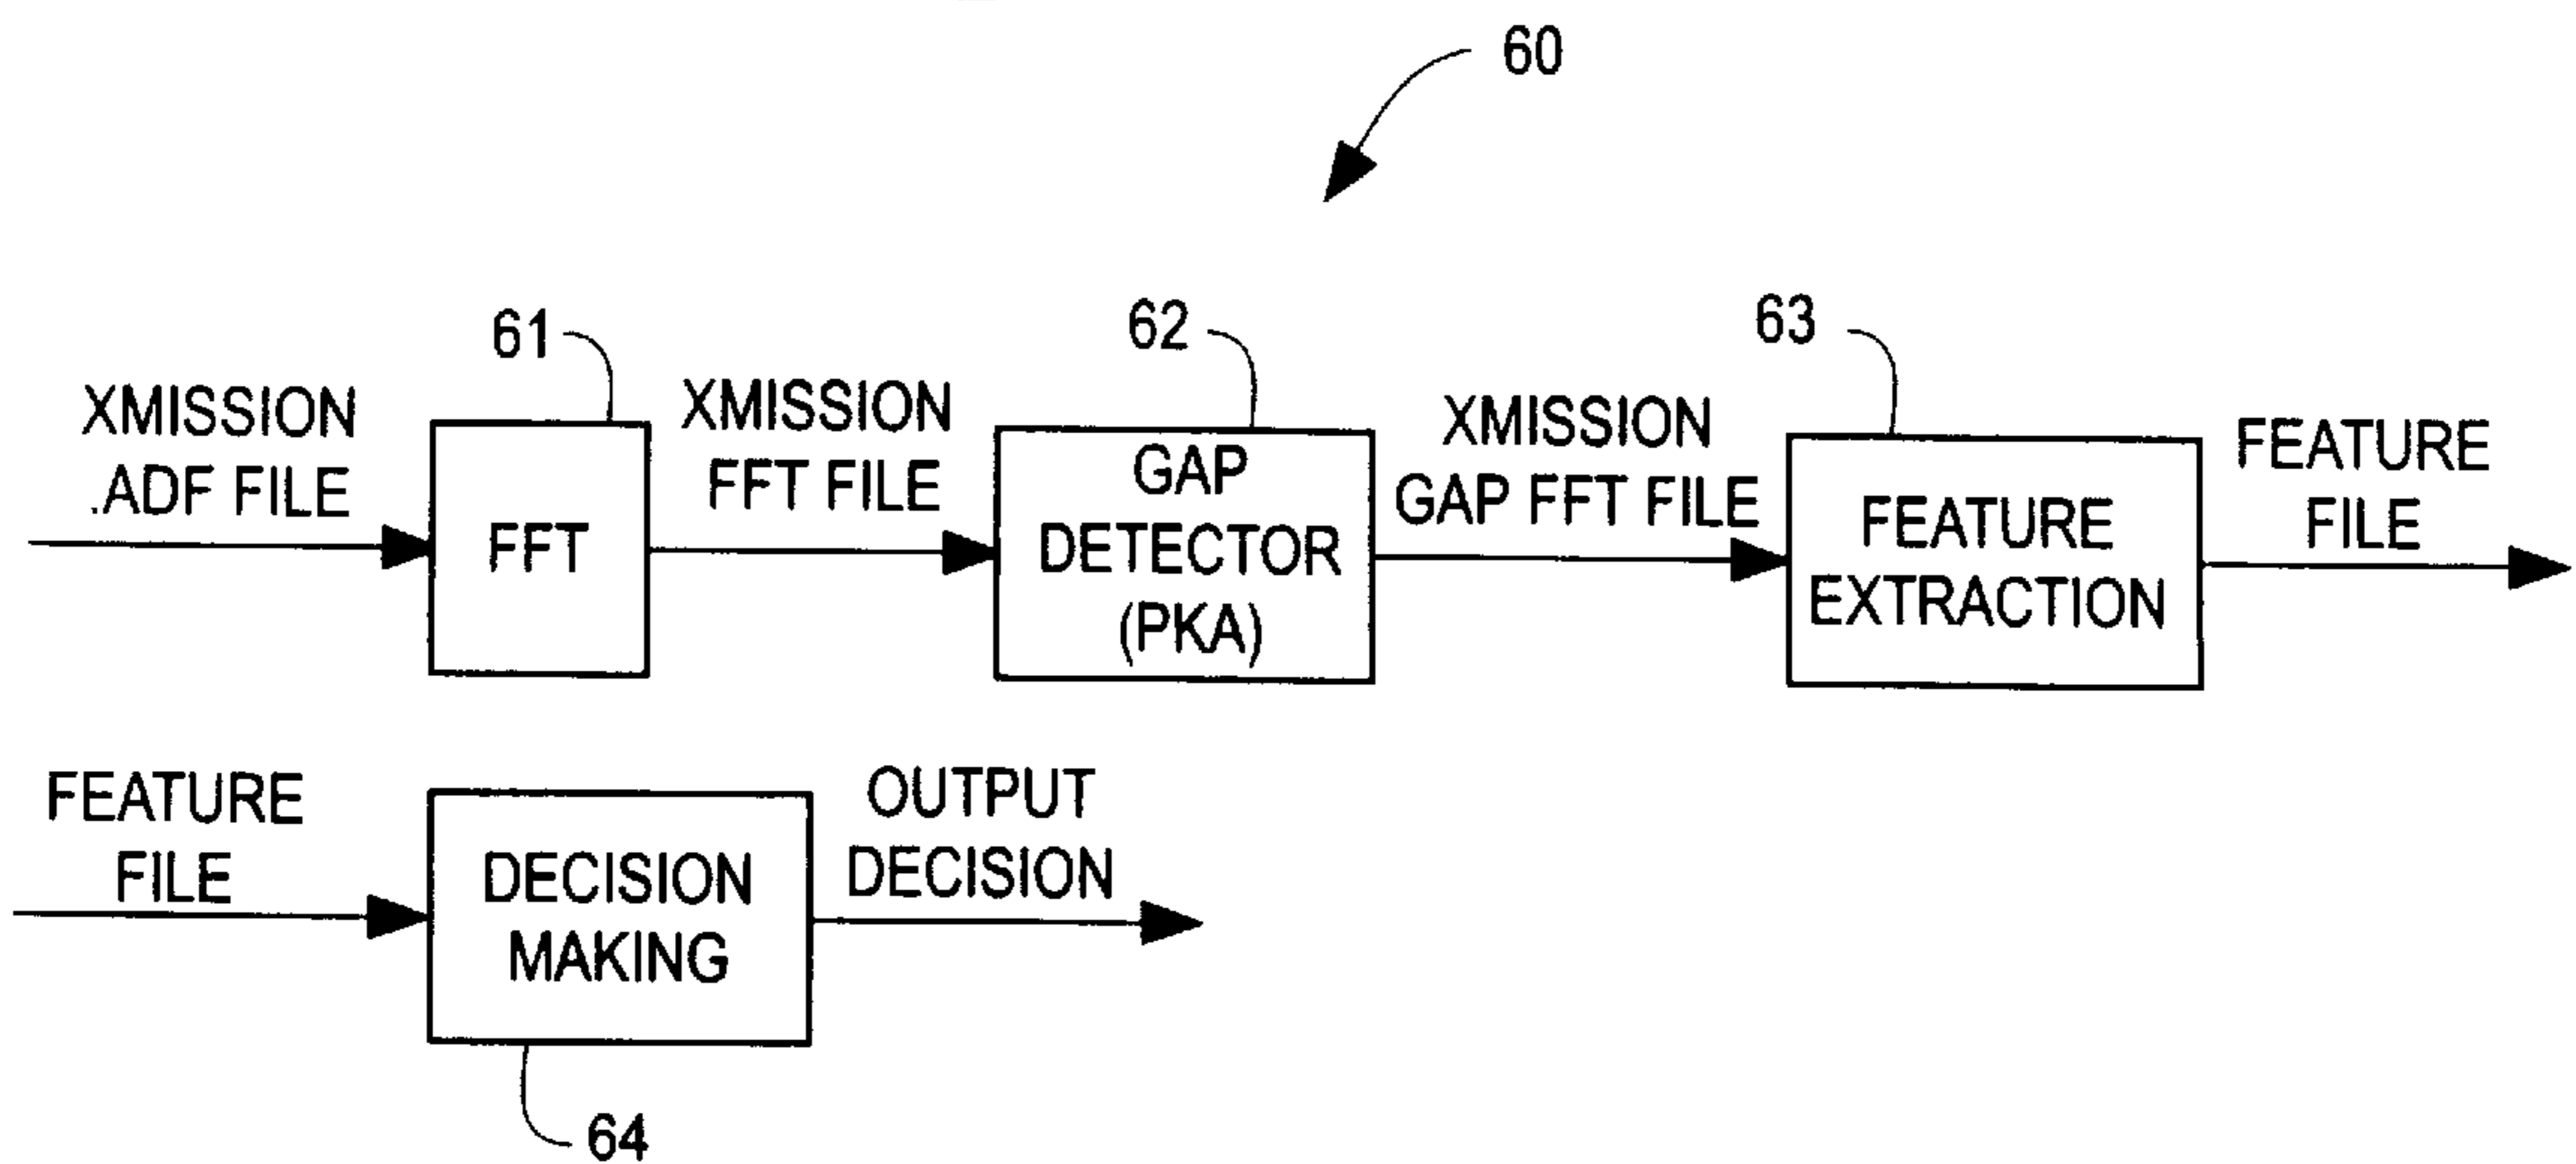 60
61
62
63
XMISSION
.ADF FILE
FFT
XMISSION
FFT FILE
GAP
DETECTOR
(PKA)
XMISSION
GAP FFT FILE
FEATURE
EXTRACTION
FEATURE
FILE
FEATURE
FILE
DECISION
MAKING
OUTPUT
DECISION
64